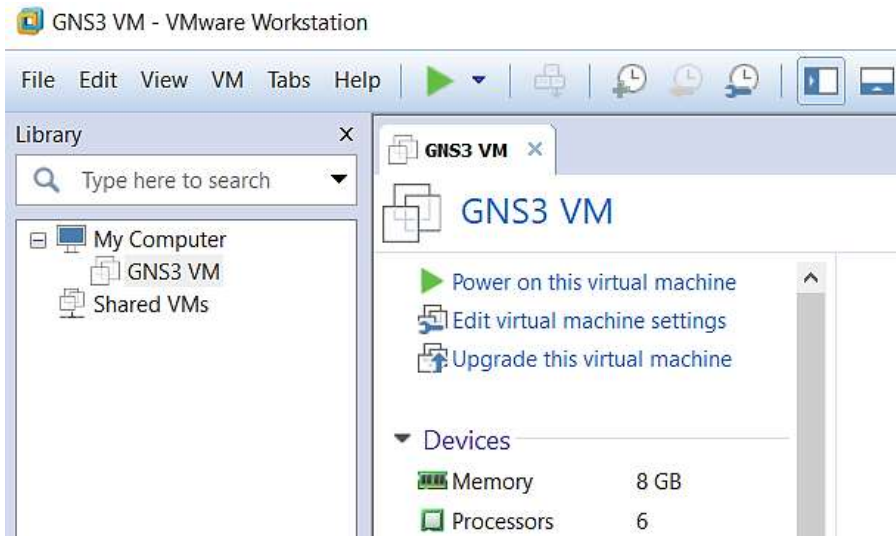 GNS3 VM - VMware Workstation
File Edit View VM Tabs Help
Library x
Type here to search
My Computer
GNS3 VM
Shared VMs
GNS3 VM ×
GNS3 VM
Power on this virtual machine
Edit virtual machine settings
Upgrade this virtual machine
Devices
Memory 8 GB
Processors 6